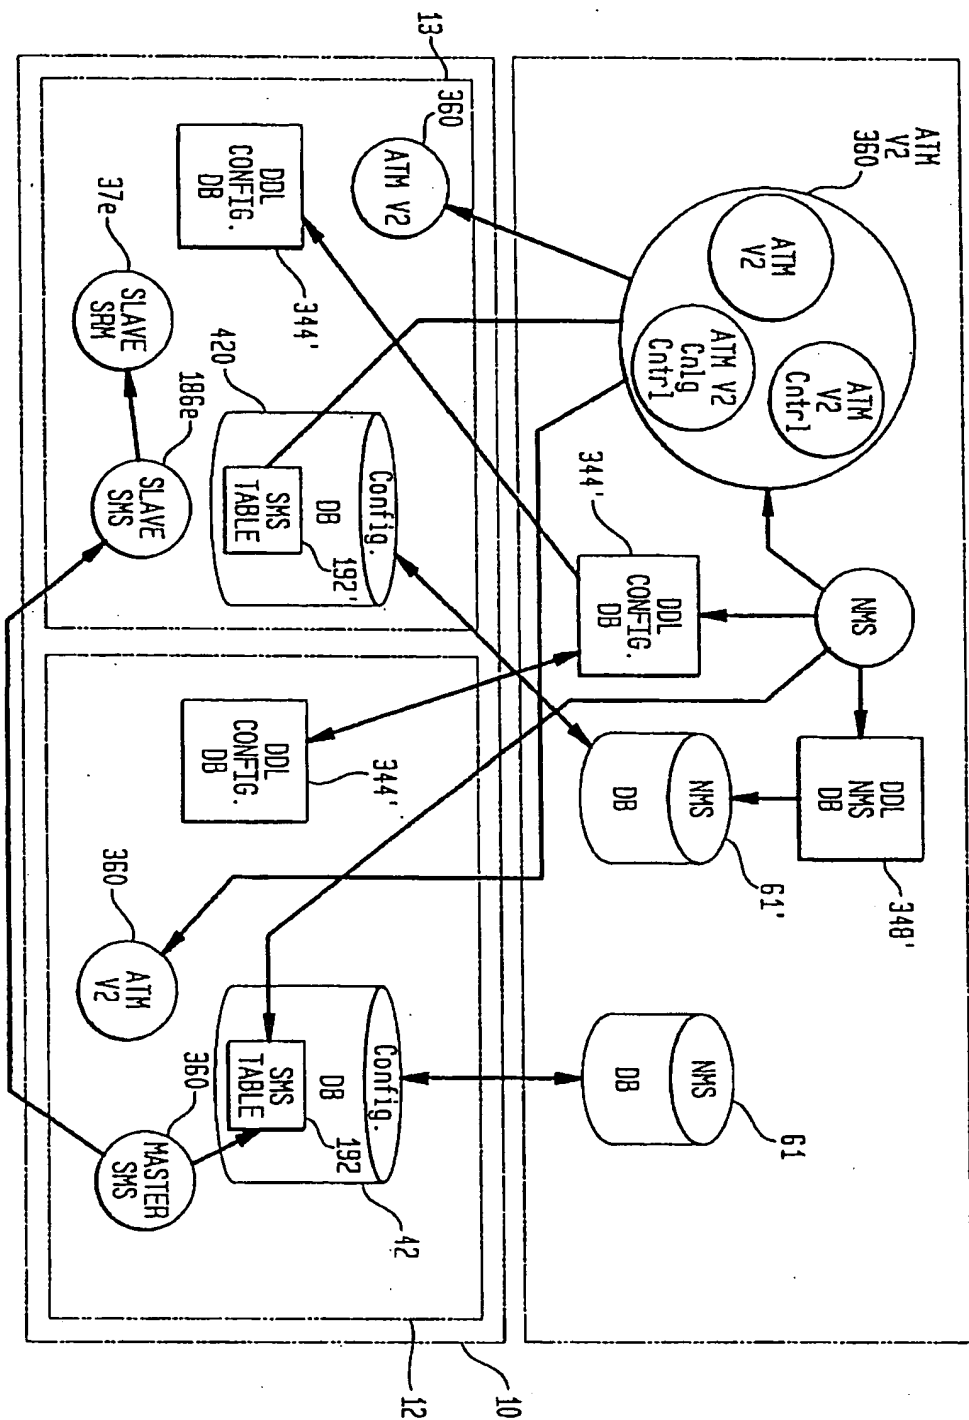 ATM
V2
360
ATM
V2
ATM
V2
Cntrl
ATM V2
Cnlg
Cntrl
NMS
344'
DDL
CONFIG.
DB
DDL
NMS
DB
348'
NMS
DB
61'
NMS
DB
61
13
360
ATM V2
DDL
CONFIG.
DB
344'
37e
SLAVE
SRM
420
Config.
DB
SMS
TABLE
192'
186e
SLAVE
SMS
DDL
CONFIG.
DB
344'
360
ATM
V2
Config.
DB
SMS
TABLE
192
42
360
MASTER
SMS
12
10